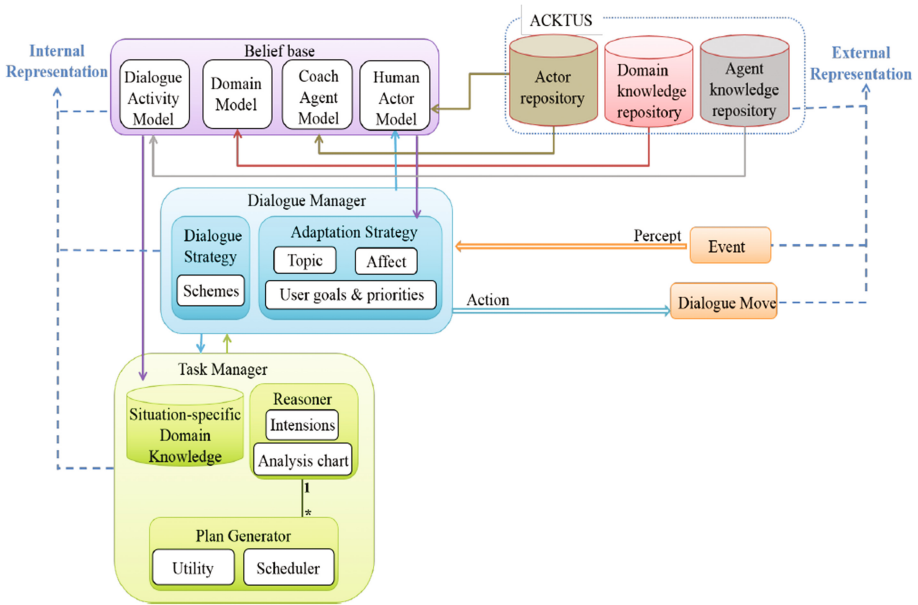 ACKTUS
Internal
Representation
Belief base
External
Representation
Dialogue
Activity
Model
Domain
Model
Coach
Agent
Model
Human
Actor
Model
Actor
repository
Domain
knowledge
repository
Agent
knowledge
repository
Dialogue Manager
Dialogue
Strategy
Schemes
Adaptation Strategy
Topic
Affect
User goals & priorities
Percept
Event
Action
Dialogue Move
Task Manager
Situation-specific
Domain
Knowledge
Reasoner
Intensions
Analysis chart
1
*
Plan Generator
Utility
Scheduler